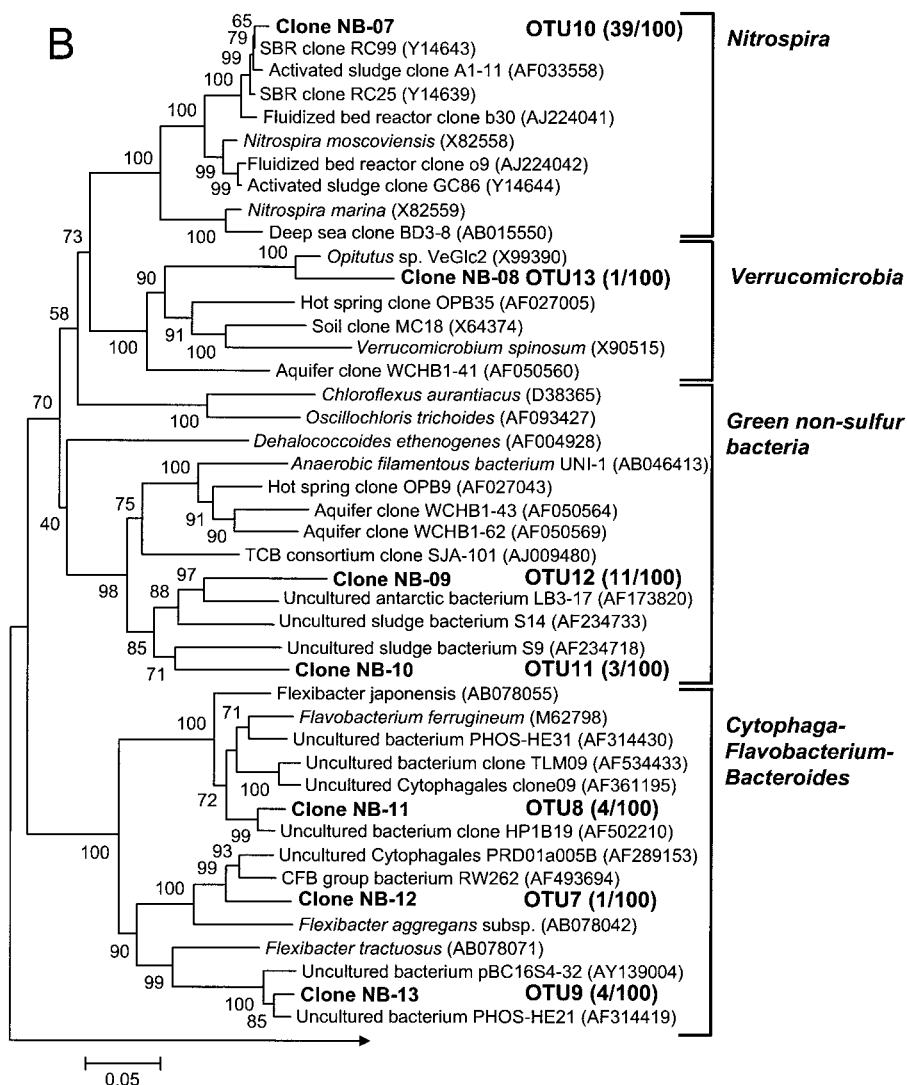 B
65
Clone NB-07 OTU10 (39/100)
Nitrospira
79
SBR clone RC99 (Y14643)
99
Activated sludge clone A1-11 (AF033558)
100
SBR clone RC25 (Y14639)
100
Fluidized bed reactor clone b30 (AJ224041)
Nitrospira moscoviensis (X82558)
100
Fluidized bed reactor clone o9 (AJ224042)
99
99
Activated sludge clone GC86 (Y14644)
Nitrospira marina (X82559)
100
Deep sea clone BD3-8 (AB015550)
73
100
Opitutus sp. VeGlc2 (X99390)
90
Clone NB-08 OTU13 (1/100)
Verrucomicrobia
Hot spring clone OPB35 (AF027005)
58
91
Soil clone MC18 (X64374)
100
100
Verrucomicrobium spinosum (X90515)
Aquifer clone WCHB1-41 (AF050560)
70
Chloroflexus aurantiacus (D38365)
100
Oscillochloris trichoides (AF093427)
Green non-sulfur
bacteria
Dehalococcoides ethenogenes (AF004928)
100
Anaerobic filamentous bacterium UNI-1 (AB046413)
Hot spring clone OPB9 (AF027043)
75
91
Aquifer clone WCHB1-43 (AF050564)
40
90
Aquifer clone WCHB1-62 (AF050569)
TCB consortium clone SJA-101 (AJ009480)
97
Clone NB-09 OTU12 (11/100)
98
88
Uncultured antarctic bacterium LB3-17 (AF173820)
Uncultured sludge bacterium S14 (AF234733)
85
Uncultured sludge bacterium S9 (AF234718)
71
Clone NB-10 OTU11 (3/100)
Flexibacter japonensis (AB078055)
71
100
Flavobacterium ferrugineum (M62798)
Cytophaga-
Flavobacterium-
Bacteroides
Uncultured bacterium PHOS-HE31 (AF314430)
Uncultured bacterium clone TLM09 (AF534433)
100
72
Uncultured Cytophagales clone09 (AF361195)
Clone NB-11 OTU8 (4/100)
99
Uncultured bacterium clone HP1B19 (AF502210)
100
93
Uncultured Cytophagales PRD01a005B (AF289153)
99
CFB group bacterium RW262 (AF493694)
100
Clone NB-12 OTU7 (1/100)
Flexibacter aggregans subsp. (AB078042)
90
Flexibacter tractuosus (AB078071)
99
Uncultured bacterium pBC16S4-32 (AY139004)
100
Clone NB-13 OTU9 (4/100)
85
Uncultured bacterium PHOS-HE21 (AF314419)
0.05